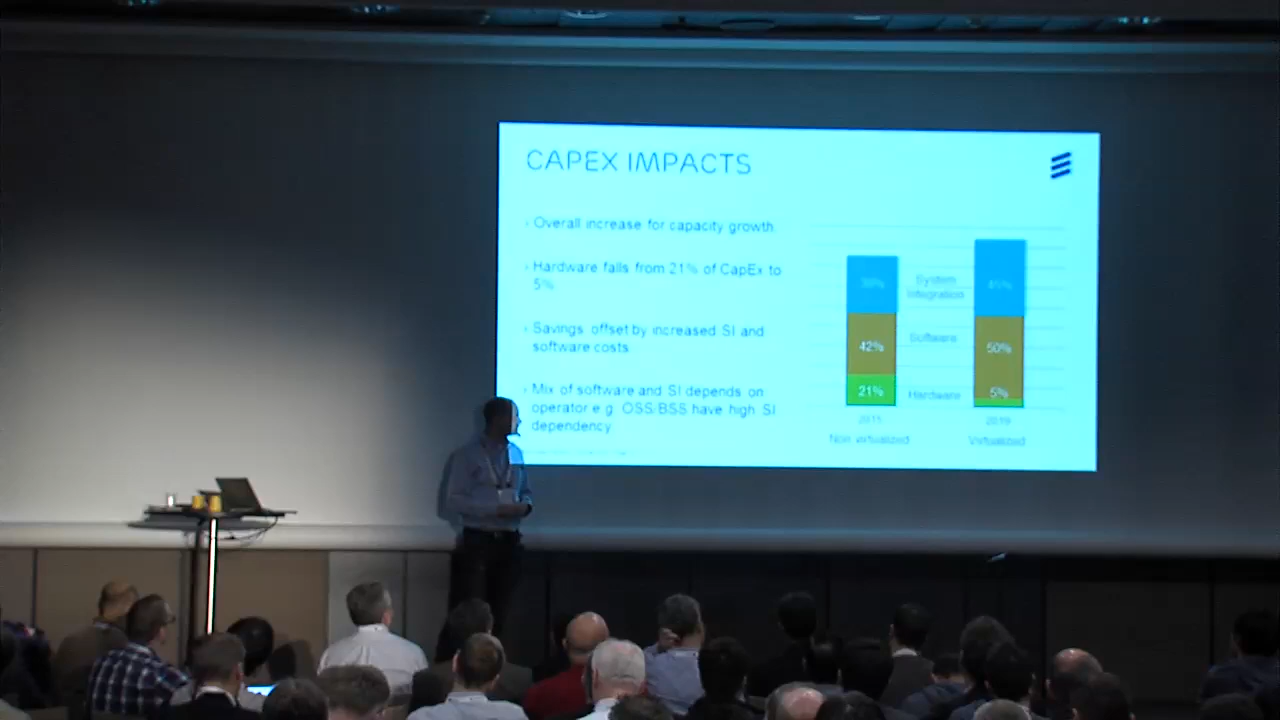 CAPEX IMPACTS
› Overall increase for capacity growth
› Hardware falls from 21% of CapEx to
5%
› Savings offset by increased SI and
software costs
› Mix of software and SI depends on
operator e.g. OSS/BSS have high SI
dependency
System
Integration
45%
42%
Software
50%
21%
Hardware
5%
Non virtualized
2019
Virtualized